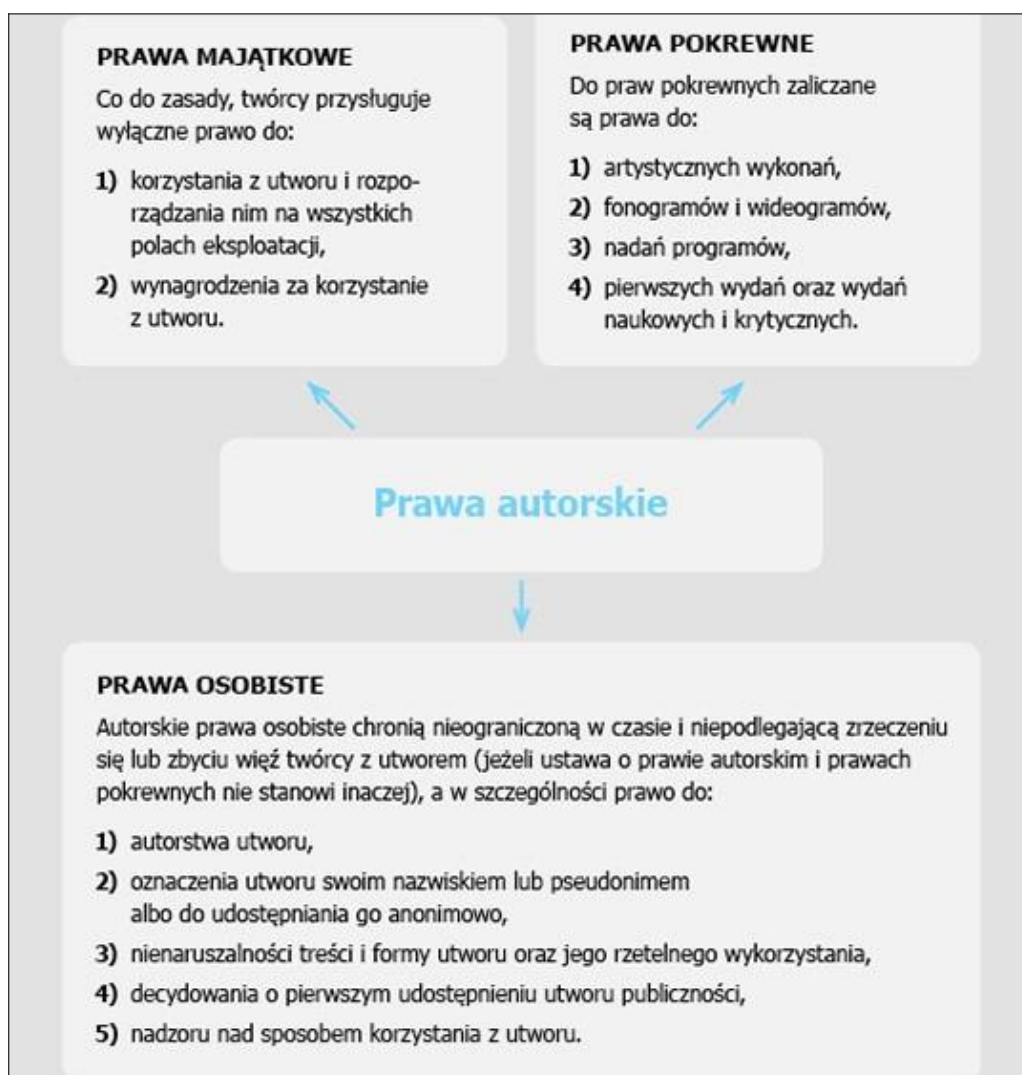 PRAWA MAJĄTKOWE
Co do zasady, twórcy przysługuje
wyłączne prawo do:
1) korzystania z utworu i rozpo-
rządzania nim na wszystkich
polach eksploatacji,
2) wynagrodzenia za korzystanie
z utworu.
PRAWA POKREWNE
Do praw pokrewnych zaliczane
są prawa do:
1) artystycznych wykonań,
2) fonogramów i wideogramów,
3) nadań programów,
4) pierwszych wydań oraz wydań
naukowych i krytycznych.
Prawa autorskie
PRAWA OSOBISTE
Autorskie prawa osobiste chronią nieograniczoną w czasie i niepodlegającą zrzeczeniu
się lub zbyciu więź twórcy z utworem (jeżeli ustawa o prawie autorskim i prawach
pokrewnych nie stanowi inaczej), a w szczególności prawo do:
1) autorstwa utworu,
2) oznaczenia utworu swoim nazwiskiem lub pseudonimem
albo do udostępniania go anonimowo,
3) nienaruszalności treści i formy utworu oraz jego rzetelnego wykorzystania,
4) decydowania o pierwszym udostępnieniu utworu publiczności,
5) nadzoru nad sposobem korzystania z utworu.